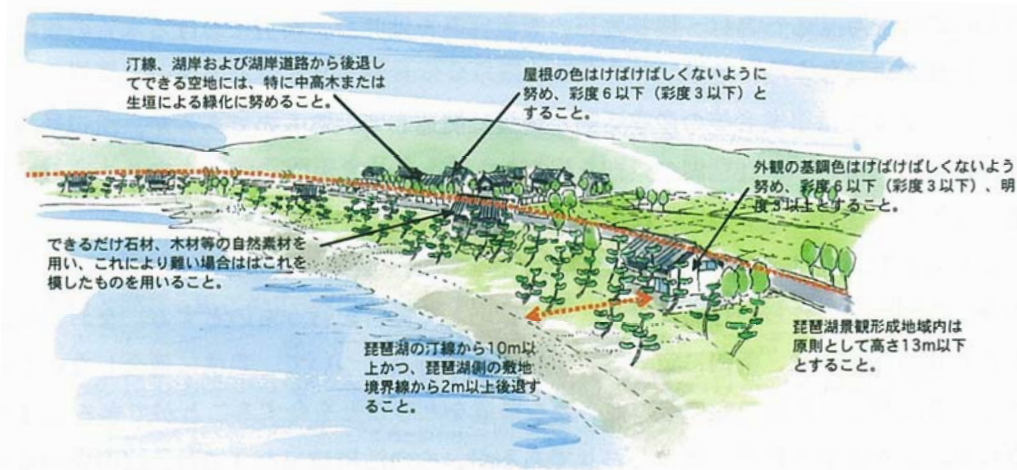 汀線、湖岸および湖岸道路から後退し
てできる空地には、特に中高木または
生垣による緑化に努めること。
屋根の色はけばけばしくないように
努め、彩度6以下（彩度3以下）と
すること。
外観の基調色はけばけばしくないよう
努め、彩度6以下（彩度3以下）、明
度3以上とすること。
できるだけ石材、木材等の自然素材を
用い、これにより難い場合ははこれを
模したものを用いること。
琵琶湖の汀線から10m以
上かつ、琵琶湖側の敷地
境界線から2m以上後退す
ること。
琵琶湖景観形成地域内は
原則として高さ13m以下
とすること。